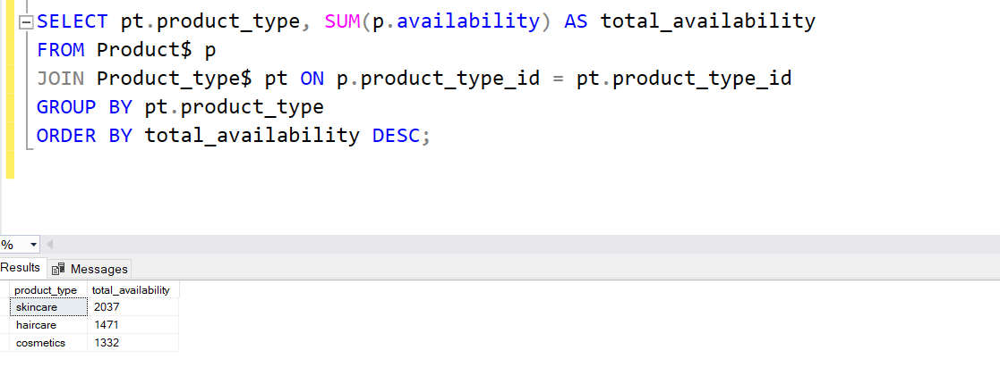 SELECT pt.product_type, SUM(p.availability) AS total_availability
FROM Product$ p
JOIN Product_type$ pt ON p.product_type_id = pt.product_type_id
GROUP BY pt.product_type
ORDER BY total_availability DESC;
%
Results Messages
product_type total_availability
skincare 2037
haircare 1471
cosmetics 1332